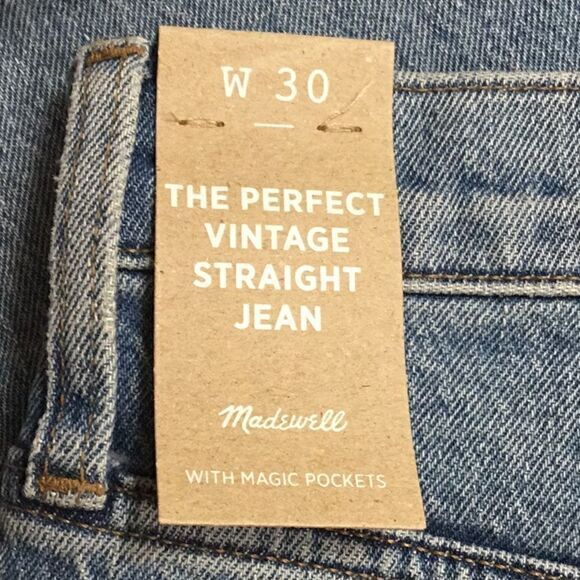 W 30
THE PERFECT
VINTAGE
STRAIGHT
JEAN
Madewell
WITH MAGIC POCKETS